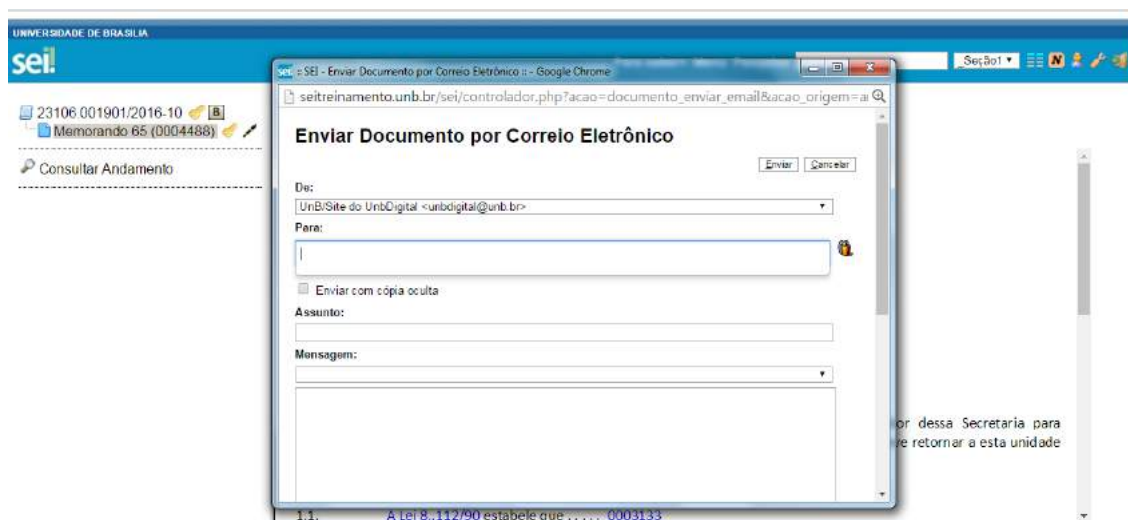 UNIVERSIDADE DE BRASILIA
sei!
_Seção1
N
23106.001901/2016-10
B
Memorando 65 (0004488)
Consultar Andamento
sei :: SEI - Enviar Documento por Correio Eletrônico :: - Google Chrome
seitreinamento.unb.br/sei/controlador.php?acao=documento_enviar_email&acao_origem=a
Enviar Documento por Correio Eletrônico
Enviar Cancelar
De:
UnB/Site do UnbDigital <unbdigital@unb.br>
Para:
Enviar com cópia oculta
Assunto:
Mensagem:
or dessa Secretaria para
e retornar a esta unidade
1.1. A Lei 8..112/90 estabele que ..... 0003133